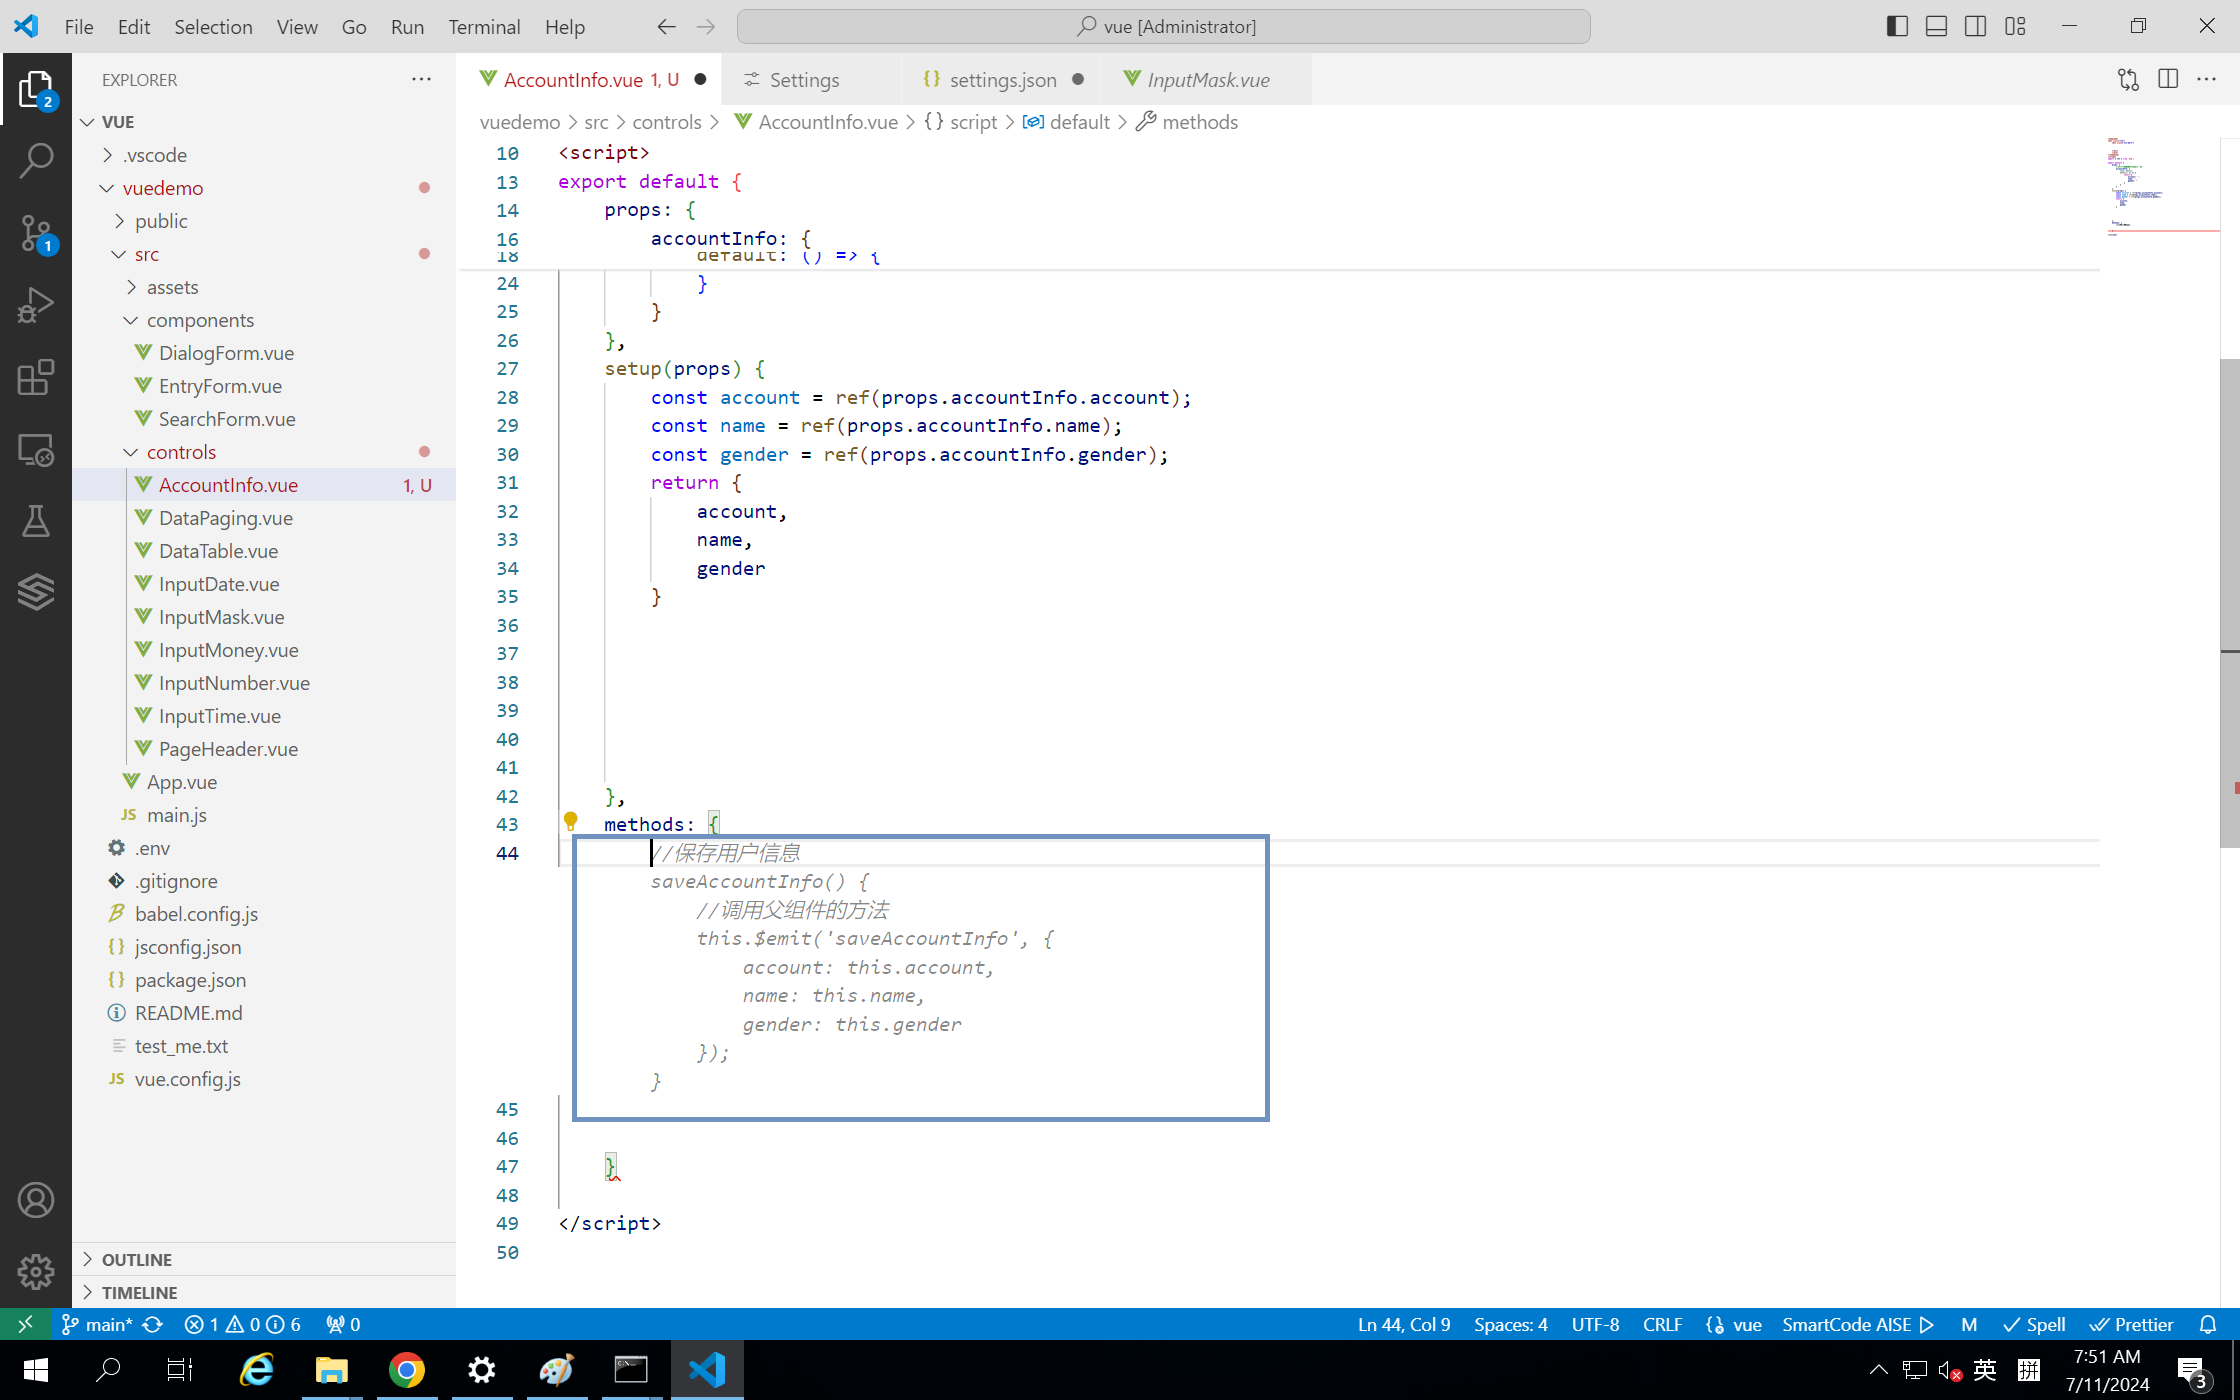 File Edit Selection View Go Run Terminal Help
vue [Administrator]
EXPLORER
AccountInfo.vue 1, U
Settings
settings.json
InputMask.vue
vuedemo > src > controls > AccountInfo.vue > {} script > default > methods
2
1
VUE
.vscode
vuedemo
public
src
assets
components
DialogForm.vue
EntryForm.vue
SearchForm.vue
controls
AccountInfo.vue 1, U
DataPaging.vue
DataTable.vue
InputDate.vue
InputMask.vue
InputMoney.vue
InputNumber.vue
InputTime.vue
PageHeader.vue
App.vue
JS main.js
.env
.gitignore
babel.config.js
{} jsconfig.json
{} package.json
README.md
test_me.txt
JS vue.config.js
OUTLINE
TIMELINE
10 <script>
13 export default {
14 props: {
16 accountInfo: {
18 default: () => {
24 }
25 }
26 },
27 setup(props) {
28 const account = ref(props.accountInfo.account);
29 const name = ref(props.accountInfo.name);
30 const gender = ref(props.accountInfo.gender);
31 return {
32 account,
33 name,
34 gender
35 }
36
37
38
39
40
41
42 },
43 methods: {
44 //保存用户信息
saveAccountInfo() {
//调用父组件的方法
this.$emit('saveAccountInfo', {
account: this.account,
name: this.name,
gender: this.gender
});
}
45
46
47 }
48
49 </script>
50
main* 1 0 6 0
Ln 44, Col 9 Spaces: 4 UTF-8 CRLF vue SmartCode AISE M Spell Prettier
英 拼 7:51 AM
7/11/2024
3